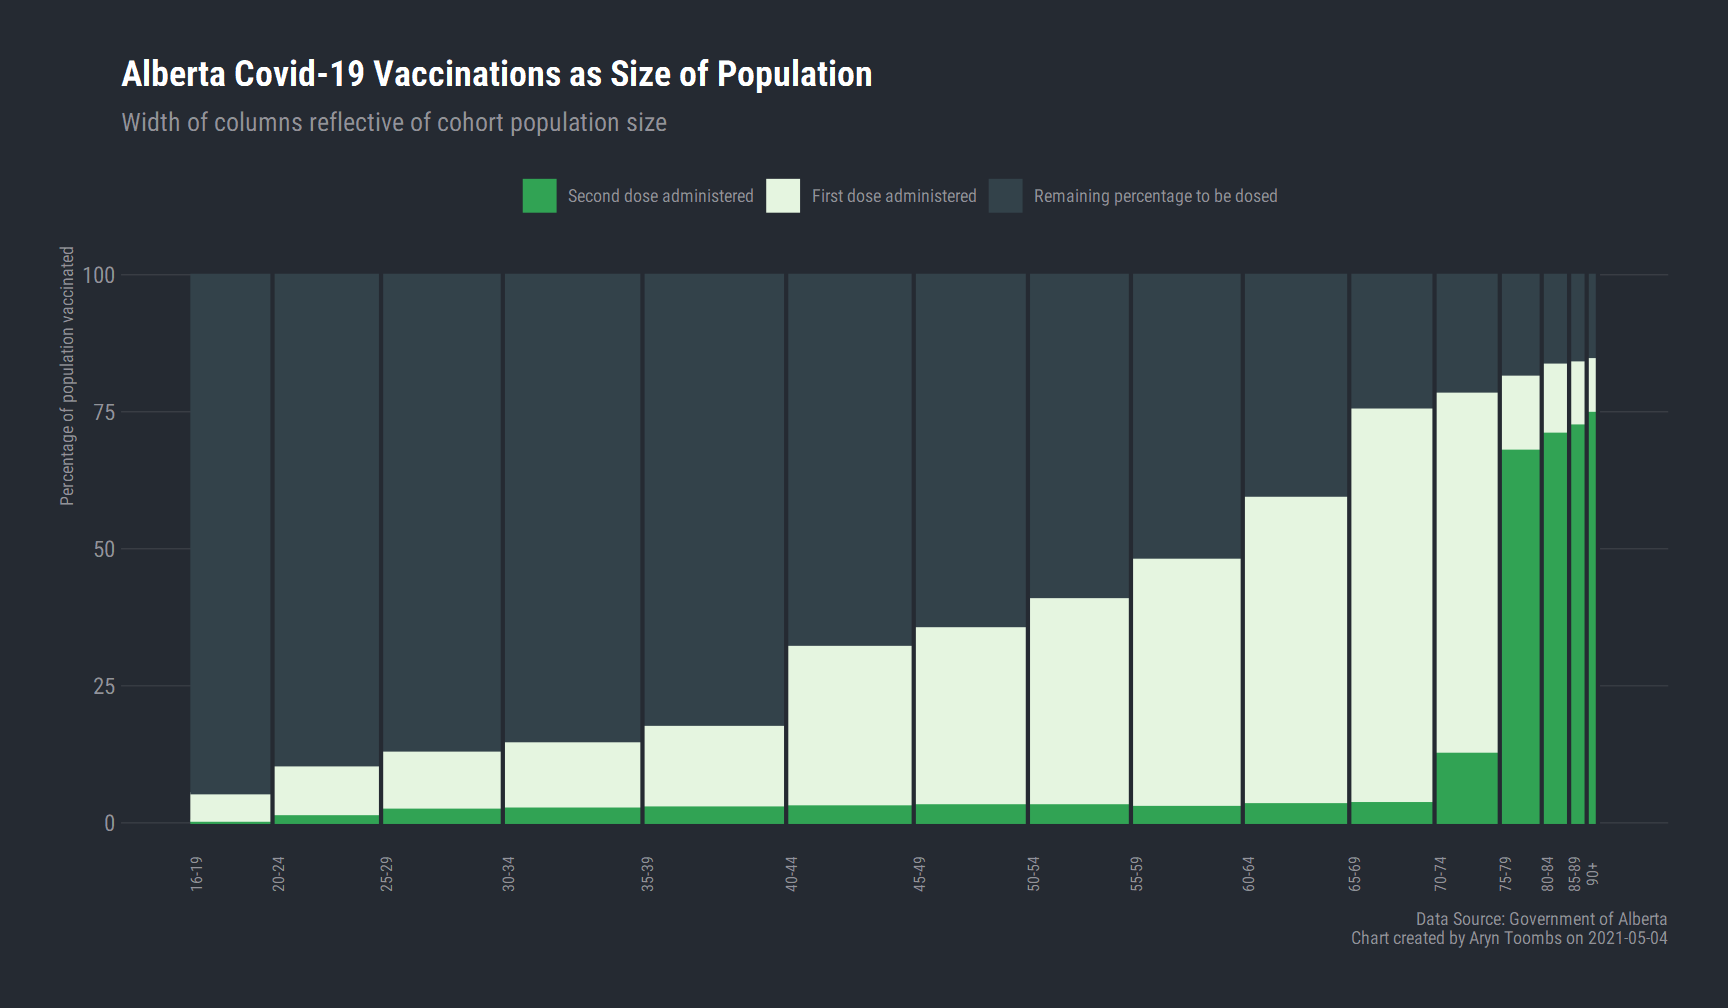 Alberta Covid-19 Vaccinations as Size of Population
Width of columns reflective of cohort population size
Second dose administered
First dose administered
Remaining percentage to be dosed
Percentage of population vaccinated
100
75
50
25
0
16-19
20-24
25-29
30-34
35-39
40-44
45-49
50-54
55-59
60-64
65-69
70-74
75-79
80-84
85-89
90+
Data Source: Government of Alberta
Chart created by Aryn Toombs on 2021-05-04